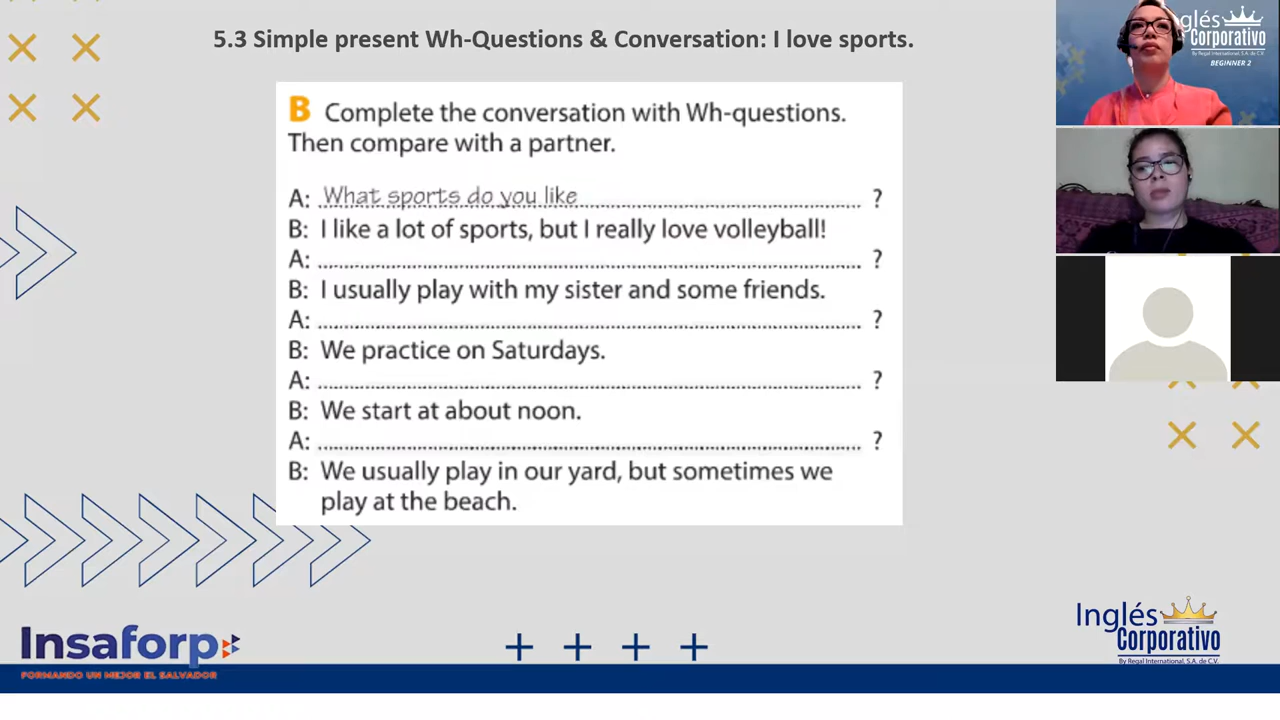 5.3 Simple present Wh-Questions & Conversation: I love sports.
B Complete the conversation with Wh-questions.
Then compare with a partner.
A: What sports do you like ?
B: I like a lot of sports, but I really love volleyball!
A: ?
B: I usually play with my sister and some friends.
A: ?
B: We practice on Saturdays.
A: ?
B: We start at about noon.
A: ?
B: We usually play in our yard, but sometimes we
play at the beach.
Inglés
Corporativo
By Regal International, S.A. de C.V.
BEGINNER 2
Insaforp
FORMANDO UN MEJOR EL SALVADOR
Inglés
Corporativo
By Regal International, S.A. de C.V.